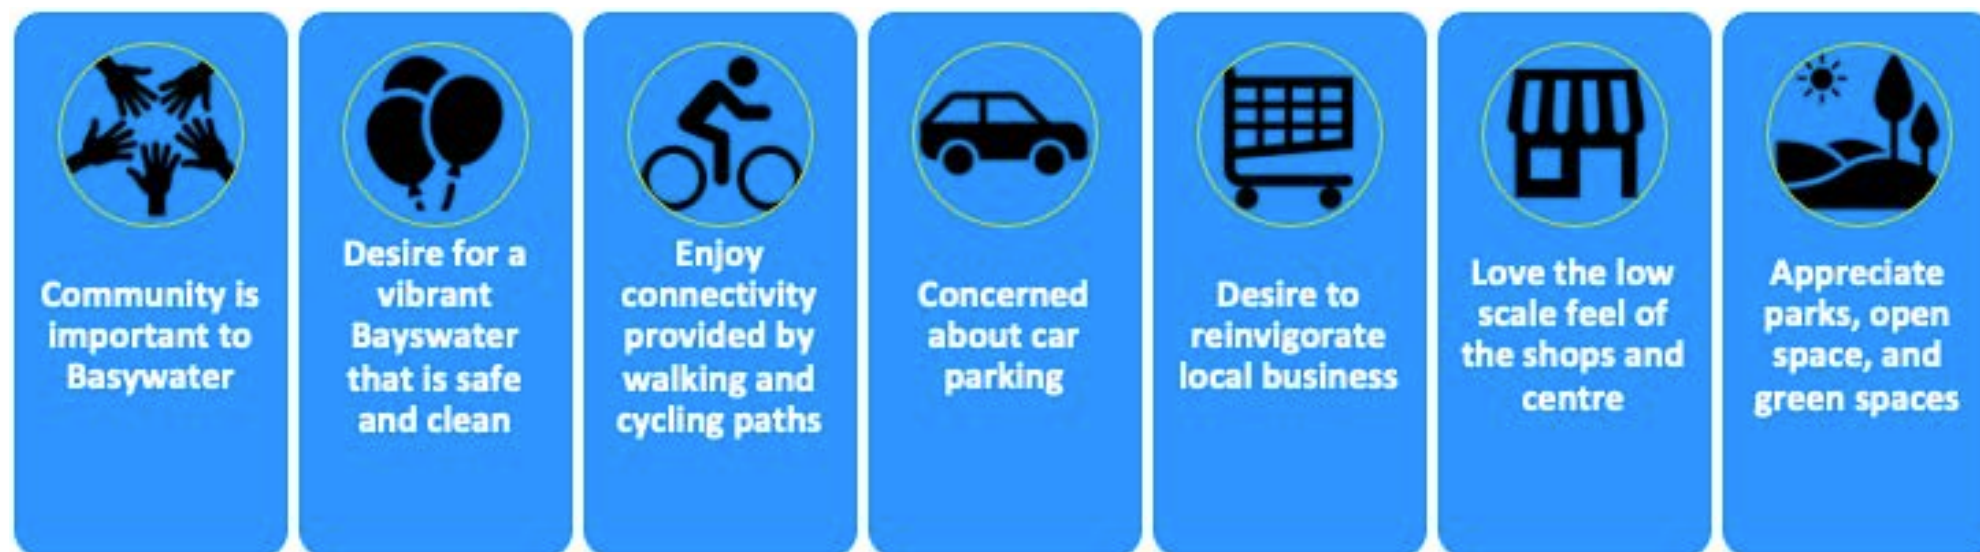 Community is
important to
Basywater
Desire for a
vibrant
Bayswater
that is safe
and clean
Enjoy
connectivity
provided by
walking and
cycling paths
Concerned
about car
parking
Desire to
reinvigorate
local business
Love the low
scale feel of
the shops and
centre
Appreciate
parks, open
space, and
green spaces